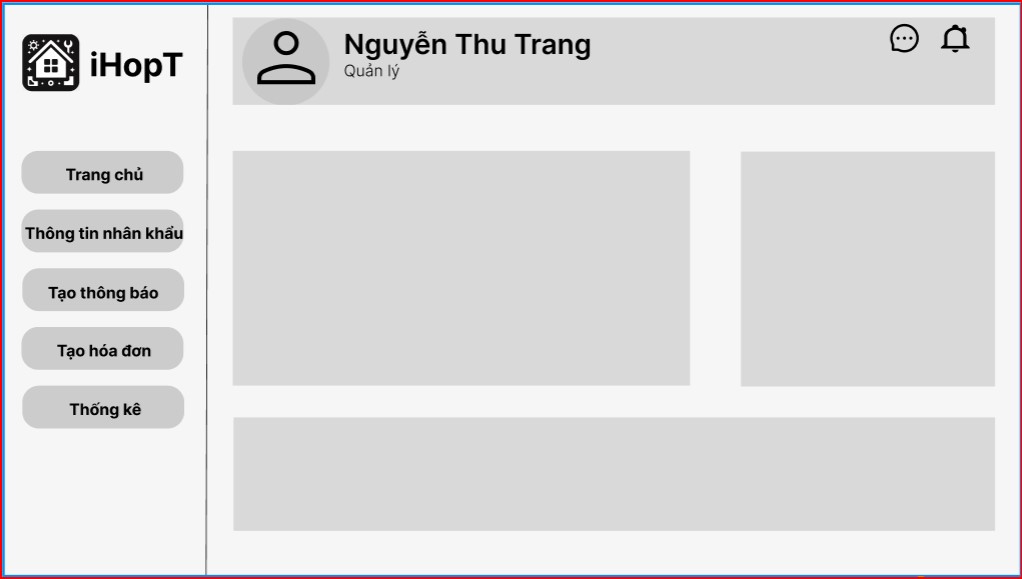 iHopT
Nguyễn Thu Trang
Quản lý
Trang chủ
Thông tin nhân khẩu
Tạo thông báo
Tạo hóa đơn
Thống kê